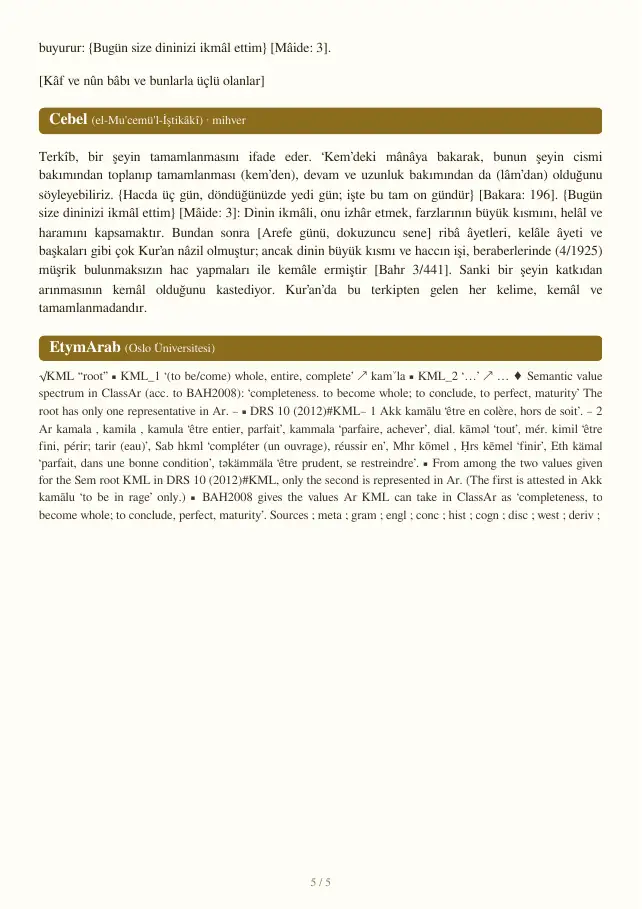 buyurur: {Bugün size dininizi ikmâl ettim} [Mâide: 3].
[Kâf ve nûn bâbı ve bunlarla üçlü olanlar]
Cebel (el-Mu'cemü'l-İştikâkî) · mihver
Terkîb, bir şeyin tamamlanmasını ifade eder. ‘Kem’deki mânâya bakarak, bunun şeyin cismi
bakımından toplanıp tamamlanması (kem’den), devam ve uzunluk bakımından da (lâm’dan) olduğunu
söyleyebiliriz. {Hacda üç gün, döndüğünüzde yedi gün; işte bu tam on gündür} [Bakara: 196]. {Bugün
size dininizi ikmâl ettim} [Mâide: 3]: Dinin ikmâli, onu izhâr etmek, farzlarının büyük kısmını, helâl ve
haramını kapsamaktır. Bundan sonra [Arefe günü, dokuzuncu sene] ribâ âyetleri, kelâle âyeti ve
başkaları gibi çok Kur’an nâzil olmuştur; ancak dinin büyük kısmı ve haccın işi, beraberlerinde (4/1925)
müşrik bulunmaksızın hac yapmaları ile kemâle ermiştir [Bahr 3/441]. Sanki bir şeyin katkıdan
arınmasının kemâl olduğunu kastediyor. Kur’an’da bu terkipten gelen her kelime, kemâl ve
tamamlanmadandır.
EtymArab (Oslo Üniversitesi)
√KML “root” ▪ KML_1 ‘(to be/come) whole, entire, complete’ ↗ kamˇla ▪ KML_2 ‘…’ ↗ … ♦ Semantic value
spectrum in ClassAr (acc. to BAH2008): ‘completeness. to become whole; to conclude, to perfect, maturity’ The
root has only one representative in Ar. – ▪ DRS 10 (2012)#KML– 1 Akk kamālu ‘être en colère, hors de soit’. – 2
Ar kamala , kamila , kamula ‘être entier, parfait’, kammala ‘parfaire, achever’, dial. kāməl ‘tout’, mér. kimil ‘être
fini, périr; tarir (eau)’, Sab hkml ‘compléter (un ouvrage), réussir en’, Mhr kōmel , Ḥrs kēmel ‘finir’, Eth kämal
‘parfait, dans une bonne condition’, təkämmäla ‘être prudent, se restreindre’. ▪ From among the two values given
for the Sem root KML in DRS 10 (2012)#KML, only the second is represented in Ar. (The first is attested in Akk
kamālu ‘to be in rage’ only.) ▪ BAH2008 gives the values Ar KML can take in ClassAr as ‘completeness, to
become whole; to conclude, perfect, maturity’. Sources ; meta ; gram ; engl ; conc ; hist ; cogn ; disc ; west ; deriv ;
5 / 5